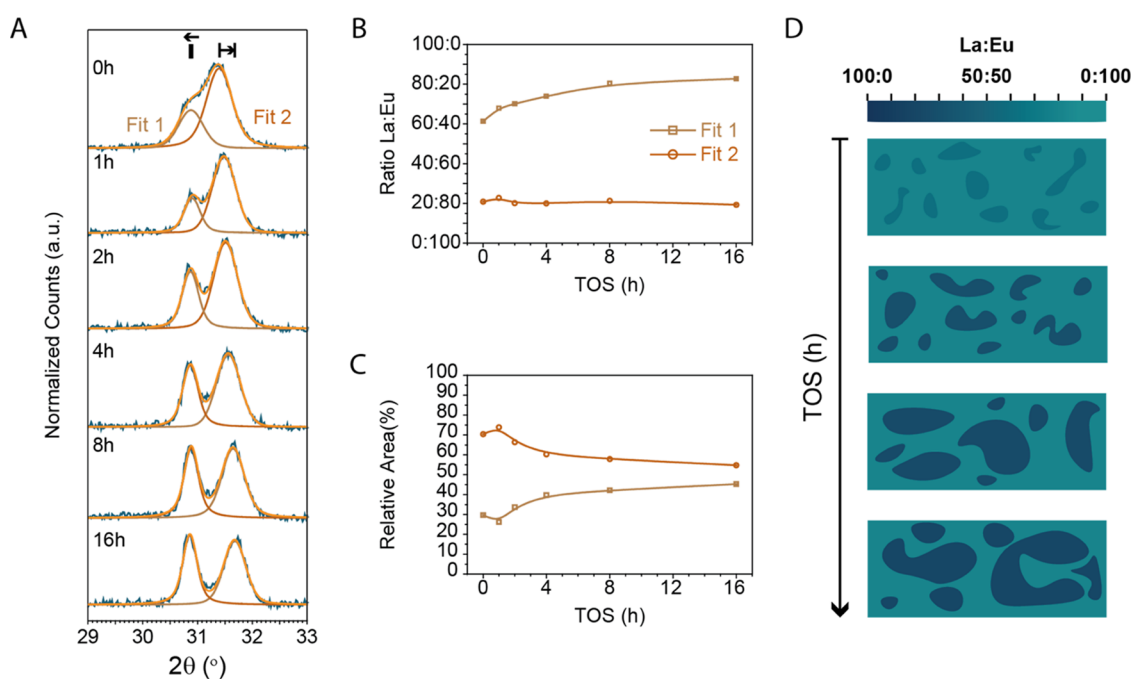 A
0h
Fit 1
Fit 2
1h
2h
4h
8h
16h
Normalized Counts (a.u.)
29 30 31 32 33
2θ (°)
B
100:0
80:20
60:40
40:60
20:80
0:100
Ratio La:Eu
Fit 1
Fit 2
0 4 8 12 16
TOS (h)
C
100
90
80
70
60
50
40
30
20
10
0
Relative Area(%)
0 4 8 12 16
TOS (h)
D
La:Eu
100:0 50:50 0:100
TOS (h)